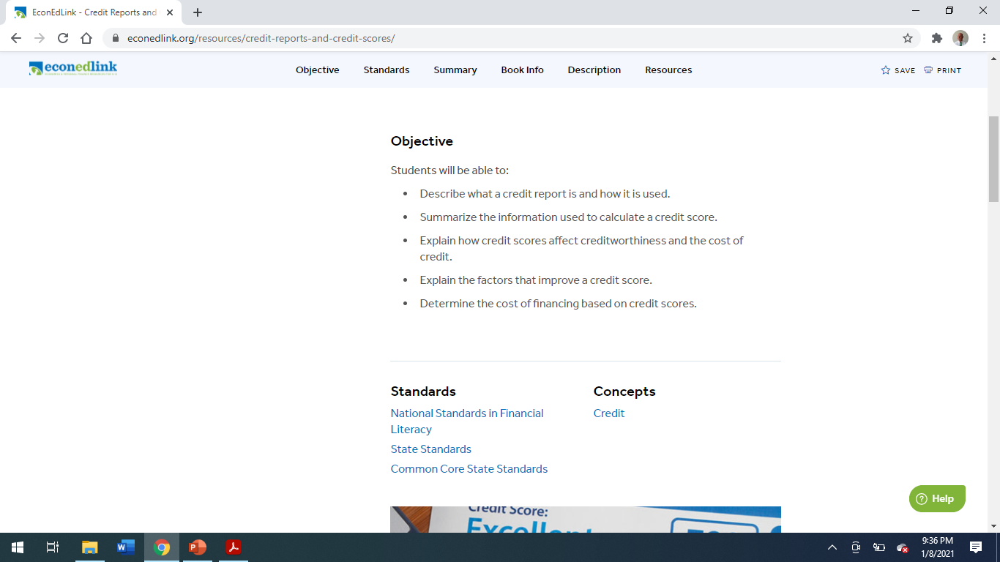 EconEdLink - Credit Reports and
econedlink.org/resources/credit-reports-and-credit-scores/
econedlink
Objective
Standards
Summary
Book Info
Description
Resources
SAVE
PRINT
Objective
Students will be able to:
• Describe what a credit report is and how it is used.
• Summarize the information used to calculate a credit score.
• Explain how credit scores affect creditworthiness and the cost of
credit.
• Explain the factors that improve a credit score.
• Determine the cost of financing based on credit scores.
Standards
National Standards in Financial
Literacy
State Standards
Common Core State Standards
Concepts
Credit
Credit Score:
Excellent
Help
9:36 PM
1/8/2021